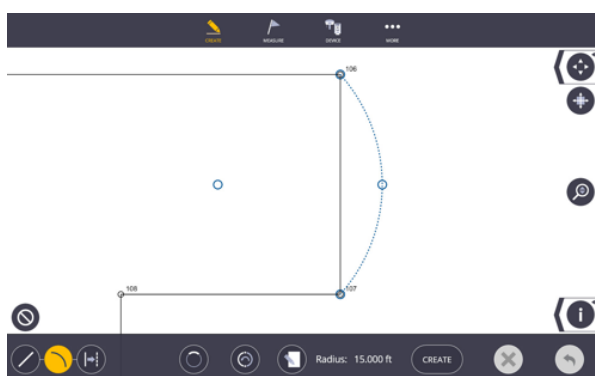 CREATE MEASURE DEVICE MORE
106
108 107
Radius: 15.000 ft CREATE